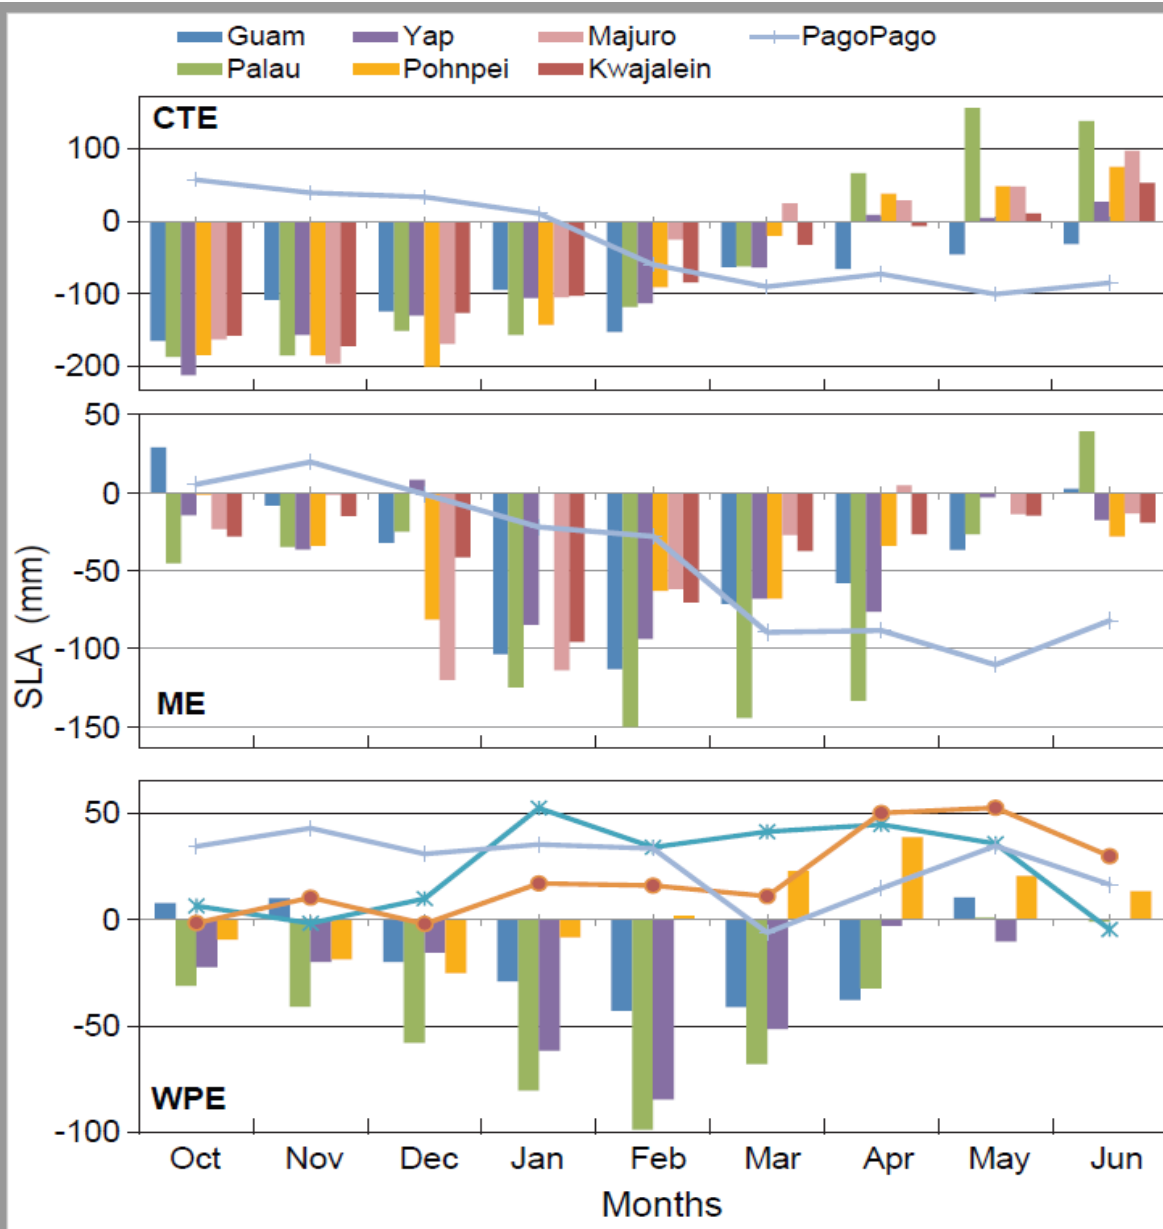 Guam Yap Majuro PagoPago
Palau Pohnpei Kwajalein
CTE
100
0
-100
-200
50
0
-50
-100
-150
ME
SLA (mm)
50
0
-50
-100
WPE
Oct Nov Dec Jan Feb Mar Apr May Jun
Months